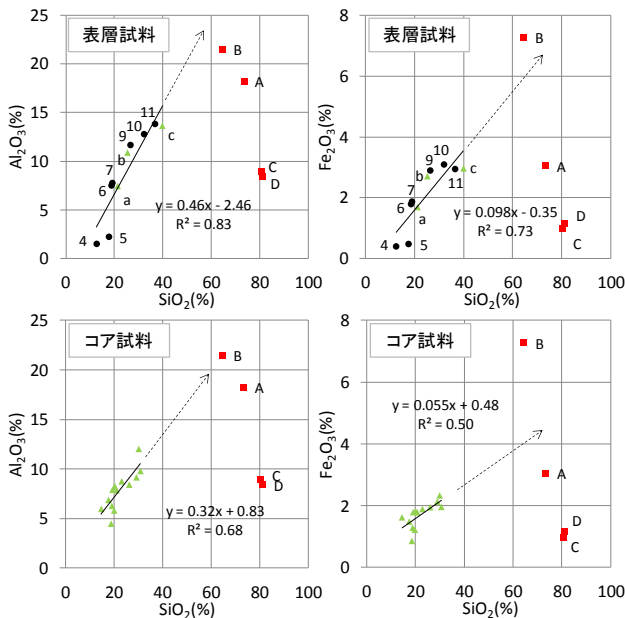 表層試料
Al₂O₃(%)
25
20
15
10
5
0
0 20 40 60 80 100
SiO₂(%)
B
A
C
D
11
10
9
c
b
7
6
a
4
5
y = 0.46x - 2.46
R² = 0.83
表層試料
Fe₂O₃(%)
8
6
4
2
0
0 20 40 60 80 100
SiO₂(%)
B
A
D
C
10
9
c
b
11
7
6
a
4
5
y = 0.098x - 0.35
R² = 0.73
コア試料
Al₂O₃(%)
25
20
15
10
5
0
0 20 40 60 80 100
SiO₂(%)
B
A
C
D
y = 0.32x + 0.83
R² = 0.68
コア試料
Fe₂O₃(%)
8
6
4
2
0
0 20 40 60 80 100
SiO₂(%)
B
A
D
C
y = 0.055x + 0.48
R² = 0.50